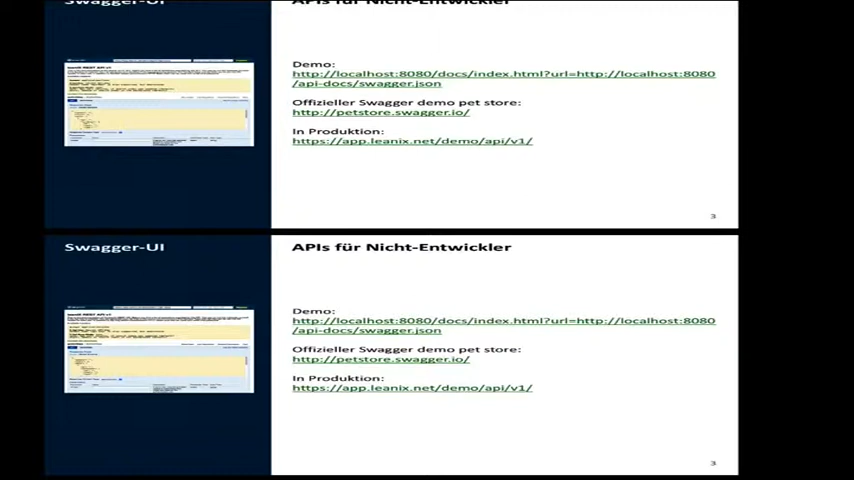 Swagger-UI
APIs für Nicht-Entwickler
Demo:
http://localhost:8080/docs/index.html?url=http://localhost:8080
/api-docs/swagger.json
Offizieller Swagger demo pet store:
http://petstore.swagger.io/
In Produktion:
https://app.leanix.net/demo/api/v1/
3
Swagger-UI
APIs für Nicht-Entwickler
Demo:
http://localhost:8080/docs/index.html?url=http://localhost:8080
/api-docs/swagger.json
Offizieller Swagger demo pet store:
http://petstore.swagger.io/
In Produktion:
https://app.leanix.net/demo/api/v1/
3